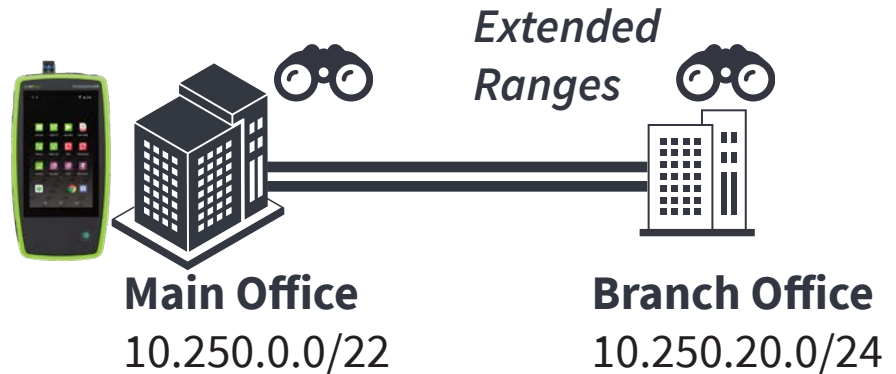 Extended
Ranges
Main Office
10.250.0.0/22
Branch Office
10.250.20.0/24